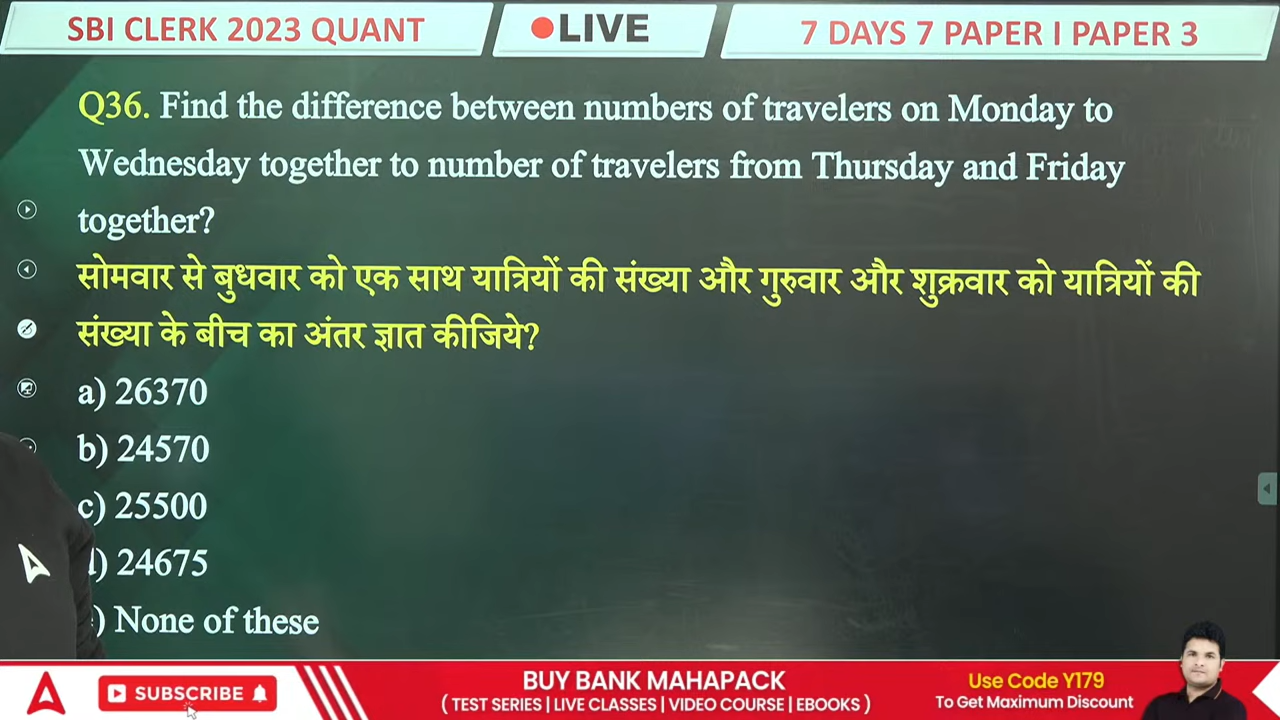 SBI CLERK 2023 QUANT
LIVE
7 DAYS 7 PAPER I PAPER 3
Q36. Find the difference between numbers of travelers on Monday to
Wednesday together to number of travelers from Thursday and Friday
together?
सोमवार से बुधवार को एक साथ यात्रियों की संख्या और गुरुवार और शुक्रवार को यात्रियों की
संख्या के बीच का अंतर ज्ञात कीजिये?
a) 26370
b) 24570
c) 25500
) 24675
) None of these
SUBSCRIBE
BUY BANK MAHAPACK
( TEST SERIES | LIVE CLASSES | VIDEO COURSE | EBOOKS )
Use Code Y179
To Get Maximum Discount